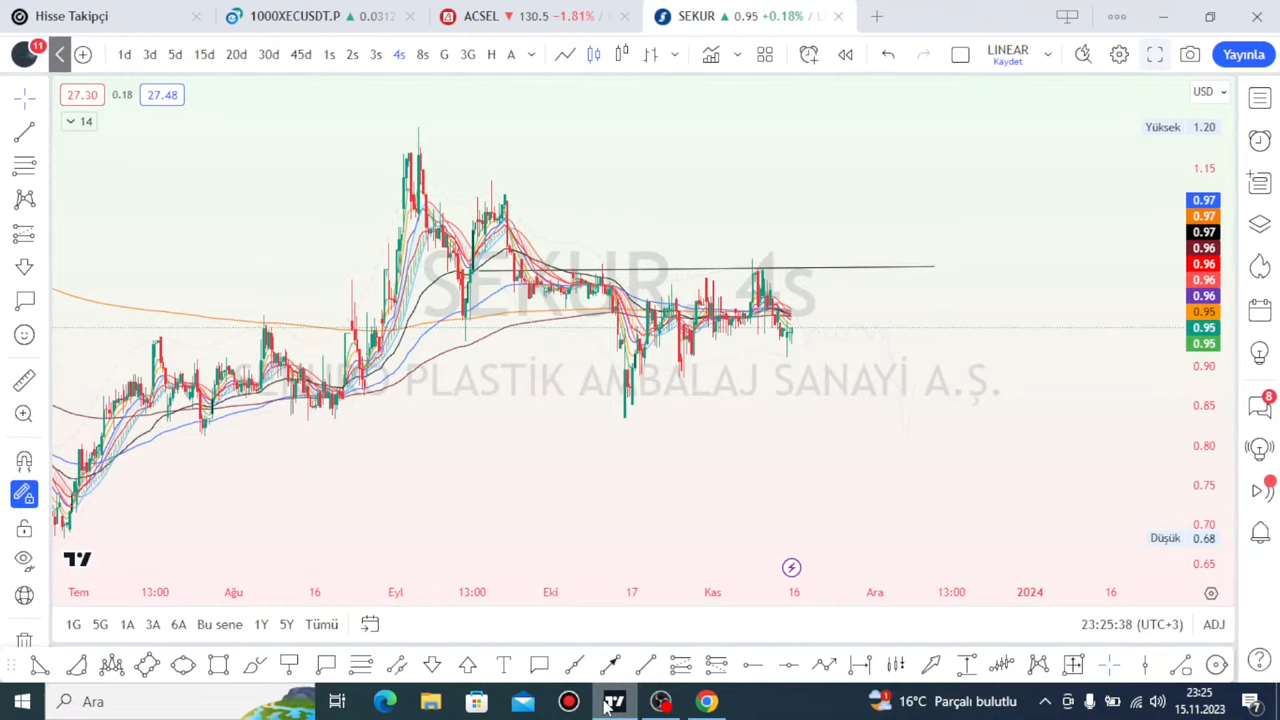 Hisse Takipçi
1000XECUSDT.P ▲ 0.0312
ACSEL ▼ 130.5 −1.81% /
SEKUR ▲ 0.95 +0.18% /
11
1d 3d 5d 15d 20d 30d 45d 1s 2s 3s 4s 8s G 3G H A
LINEAR
Kaydet
Yayınla
27.30 0.18 27.48
USD
14
Yüksek 1.20
1.15
0.97
0.97
0.97
0.96
0.96
0.96
0.96
0.95
0.95
0.95
0.90
0.85
0.80
0.75
0.70
Düşük 0.68
0.65
SEKUR, 4s
PLASTİK AMBALAJ SANAYİ A.Ş.
8
Tem 13:00 Ağu 16 Eyl 13:00 Eki 17 Kas 16 Ara 13:00 2024 16
1G 5G 1A 3A 6A Bu sene 1Y 5Y Tümü
23:25:38 (UTC+3) ADJ
Ara
1
16°C Parçalı bulutlu
23:25
15.11.2023
7